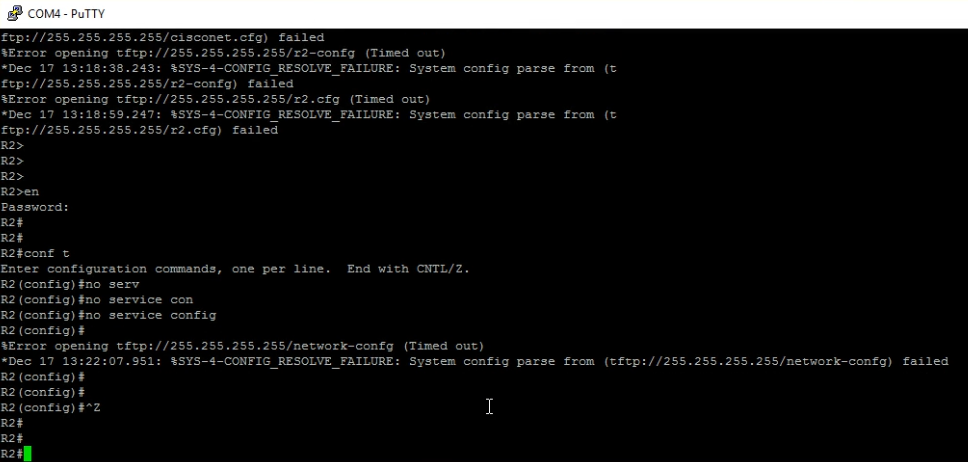 COM4 - PuTTY
ftp://255.255.255.255/cisconet.cfg) failed
%Error opening tftp://255.255.255.255/r2-confg (Timed out)
*Dec 17 13:18:38.243: %SYS-4-CONFIG_RESOLVE_FAILURE: System config parse from (t
ftp://255.255.255.255/r2-confg) failed
%Error opening tftp://255.255.255.255/r2.cfg (Timed out)
*Dec 17 13:18:59.247: %SYS-4-CONFIG_RESOLVE_FAILURE: System config parse from (t
ftp://255.255.255.255/r2.cfg) failed
R2>
R2>
R2>
R2>en
Password:
R2#
R2#
R2#conf t
Enter configuration commands, one per line.  End with CNTL/Z.
R2(config)#no serv
R2(config)#no service con
R2(config)#no service config
R2(config)#
%Error opening tftp://255.255.255.255/network-confg (Timed out)
*Dec 17 13:22:07.951: %SYS-4-CONFIG_RESOLVE_FAILURE: System config parse from (tftp://255.255.255.255/network-confg) failed
R2(config)#
R2(config)#
R2(config)#^Z
R2#
R2#
R2#